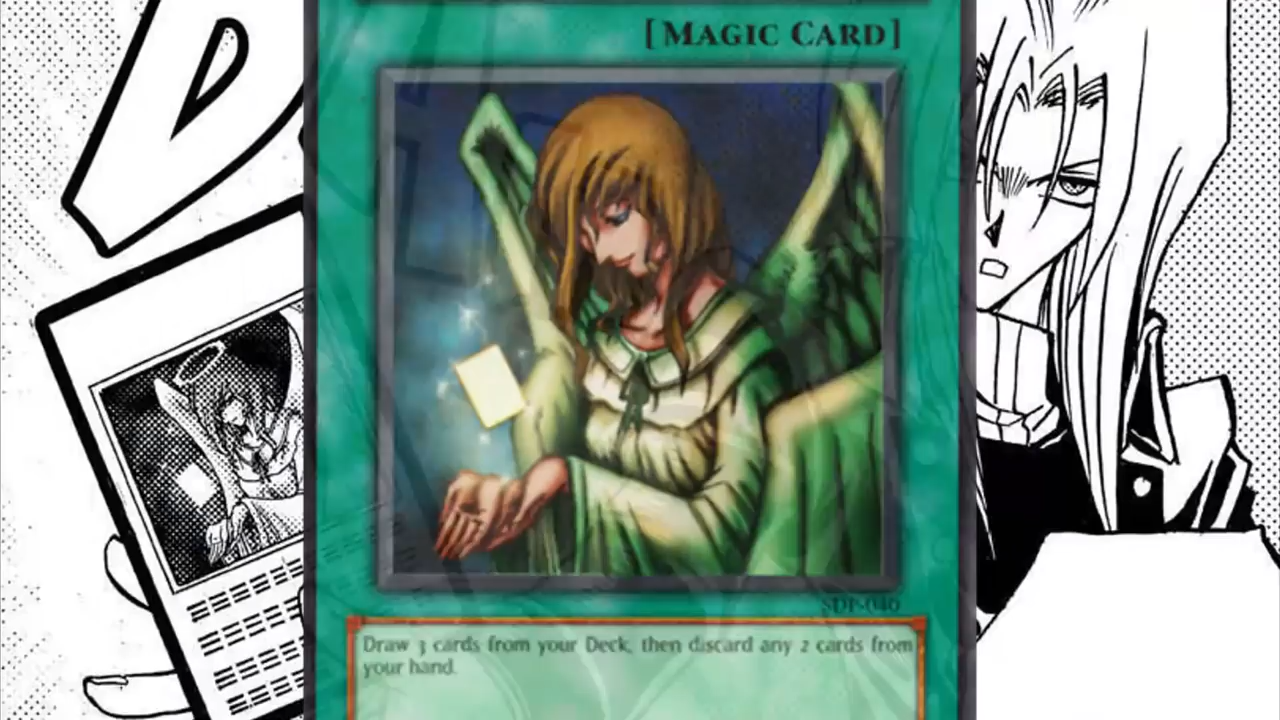 [MAGIC CARD]
SDP-040
Draw 3 cards from your Deck, then discard any 2 cards from
your hand.